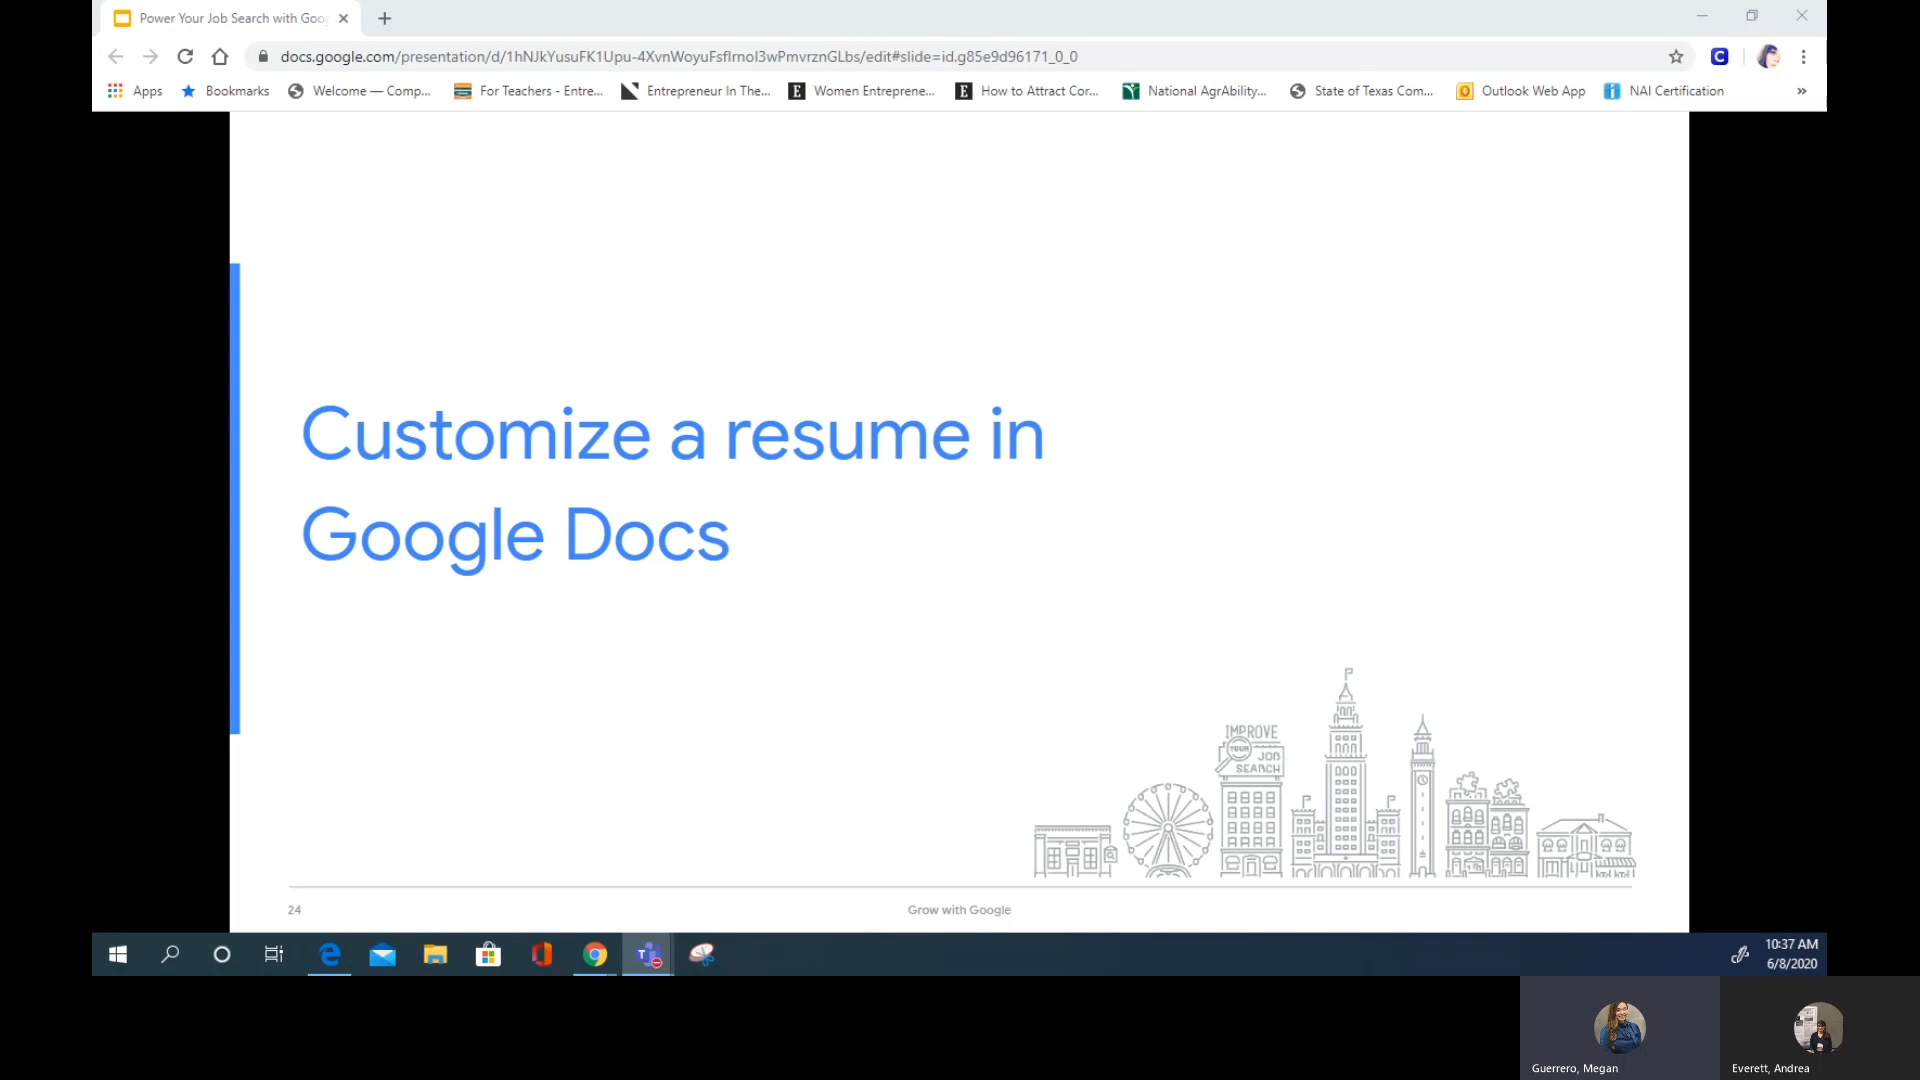 Power Your Job Search with Goo
docs.google.com/presentation/d/1hNJkYusuFK1Upu-4XvnWoyuFsflrnol3wPmvrznGLbs/edit#slide=id.g85e9d96171_0_0
Apps Bookmarks Welcome — Comp... For Teachers - Entre... Entrepreneur In The... Women Entreprene... How to Attract Cor... National AgrAbility... State of Texas Com... Outlook Web App NAI Certification
Customize a resume in
Google Docs
IMPROVE
YOUR
JOB
SEARCH
24 Grow with Google
10:37 AM
6/8/2020
Guerrero, Megan Everett, Andrea